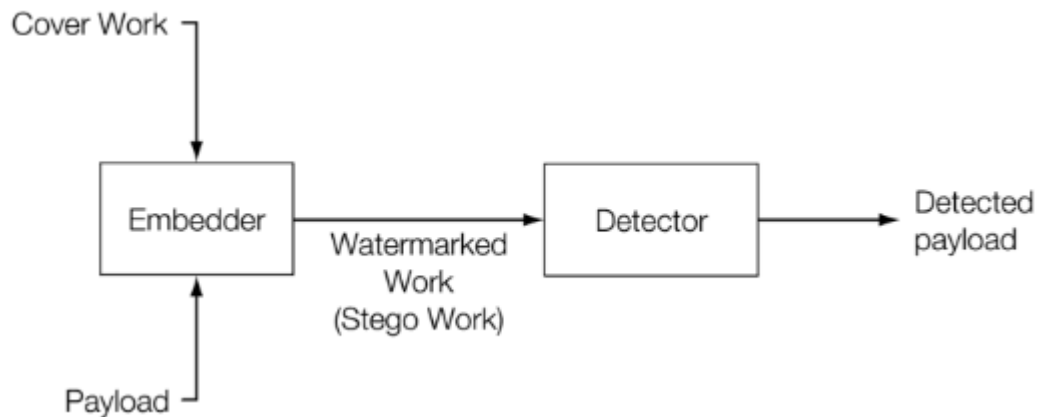 Cover Work
Embedder
Watermarked
Work
(Stego Work)
Detector
Detected
payload
Payload